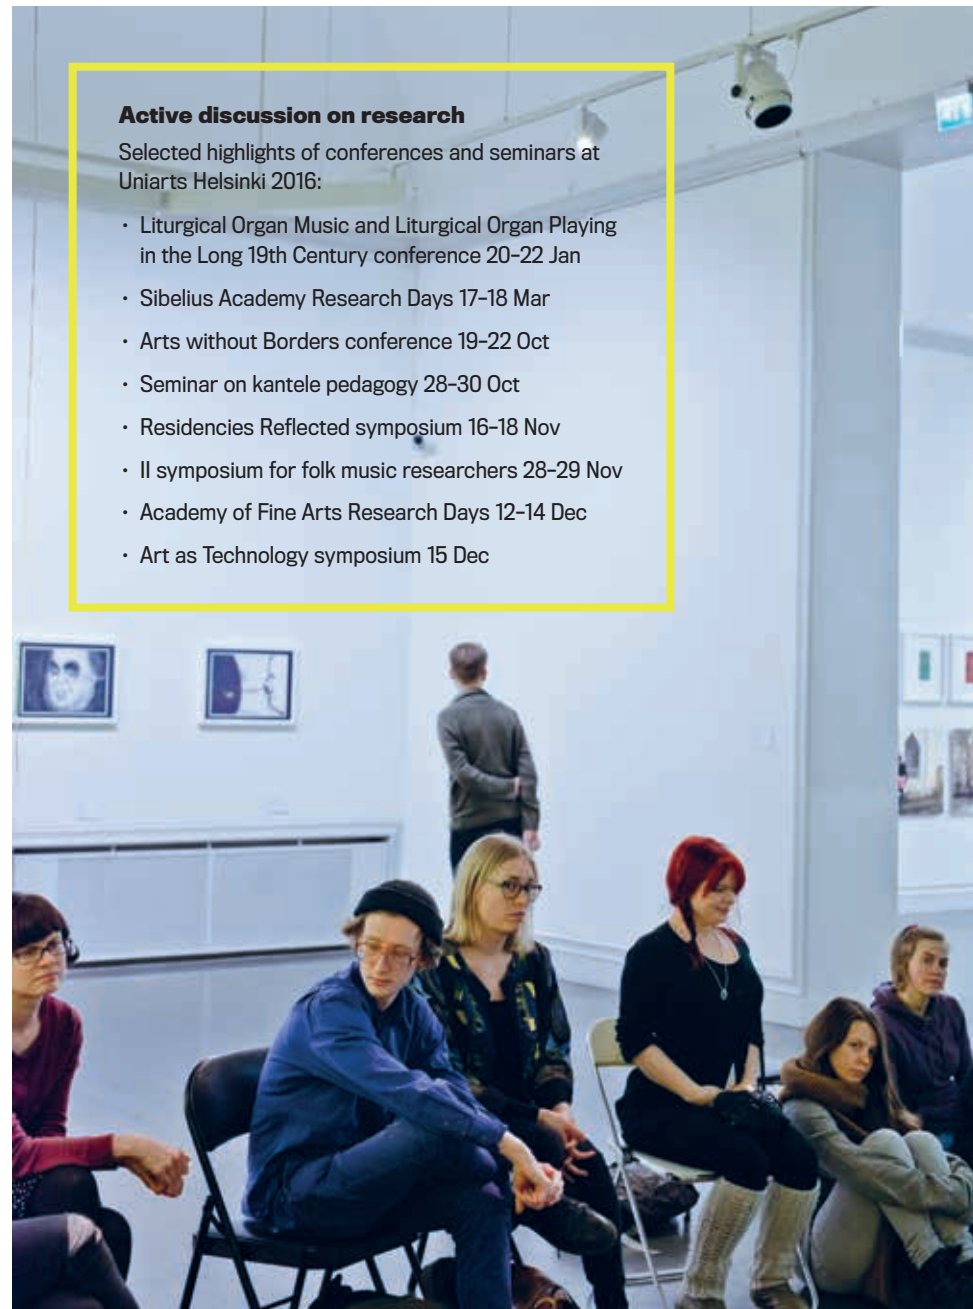 Active discussion on research
Selected highlights of conferences and seminars at
Uniarts Helsinki 2016:
• Liturgical Organ Music and Liturgical Organ Playing
in the Long 19th Century conference 20–22 Jan
• Sibelius Academy Research Days 17–18 Mar
• Arts without Borders conference 19–22 Oct
• Seminar on kantele pedagogy 28–30 Oct
• Residencies Reflected symposium 16–18 Nov
• II symposium for folk music researchers 28–29 Nov
• Academy of Fine Arts Research Days 12–14 Dec
• Art as Technology symposium 15 Dec